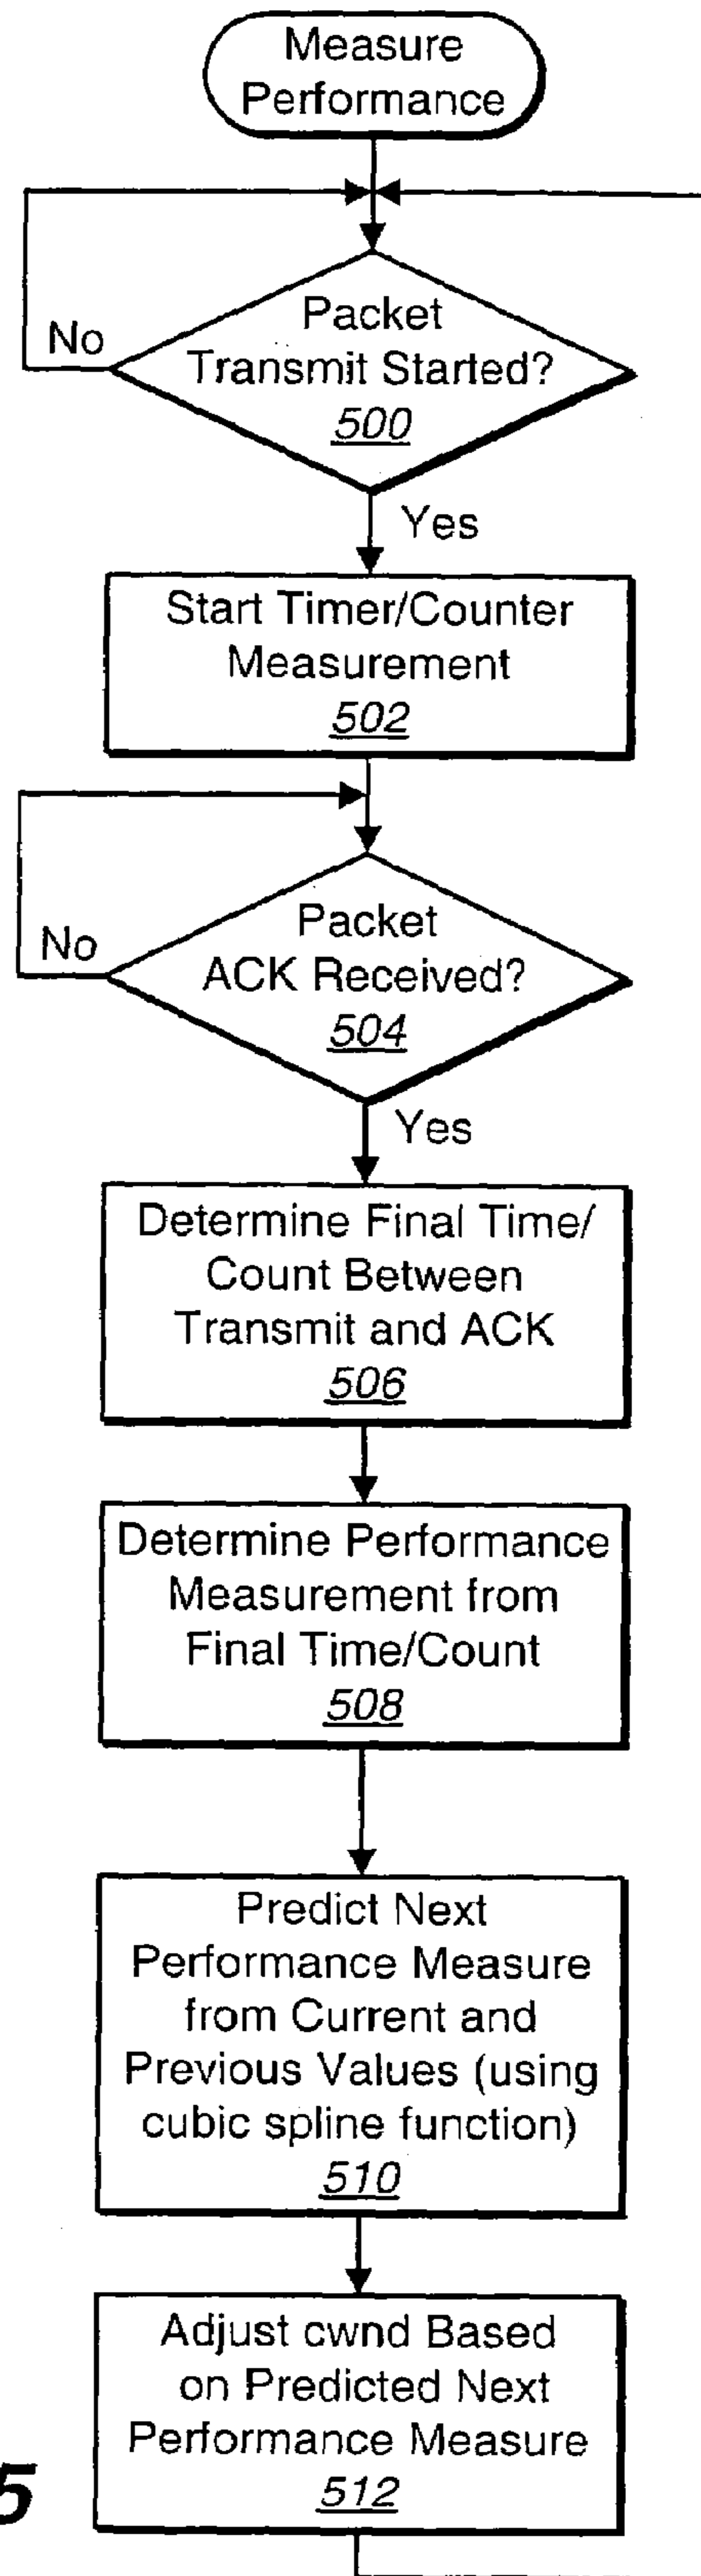 Measure
Performance
Packet
Transmit Started?
500
No
Yes
Start Timer/Counter
Measurement
502
Packet
ACK Received?
504
No
Yes
Determine Final Time/
Count Between
Transmit and ACK
506
Determine Performance
Measurement from
Final Time/Count
508
Predict Next
Performance Measure
from Current and
Previous Values (using
cubic spline function)
510
Adjust cwnd Based
on Predicted Next
Performance Measure
512
5